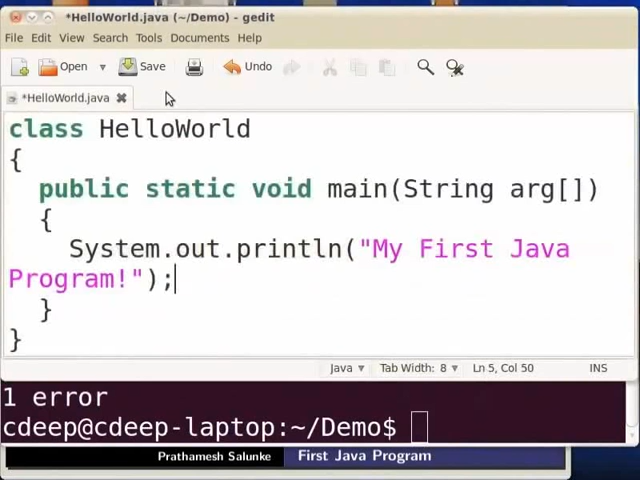 *HelloWorld.java (~/Demo) - gedit
File Edit View Search Tools Documents Help
Open Save Undo
*HelloWorld.java
class HelloWorld
{
public static void main(String arg[])
{
System.out.println("My First Java
Program!");
}
}
Java Tab Width: 8 Ln 5, Col 50 INS
1 error
cdeep@cdeep-laptop:~/Demo$
Prathamesh Salunke First Java Program